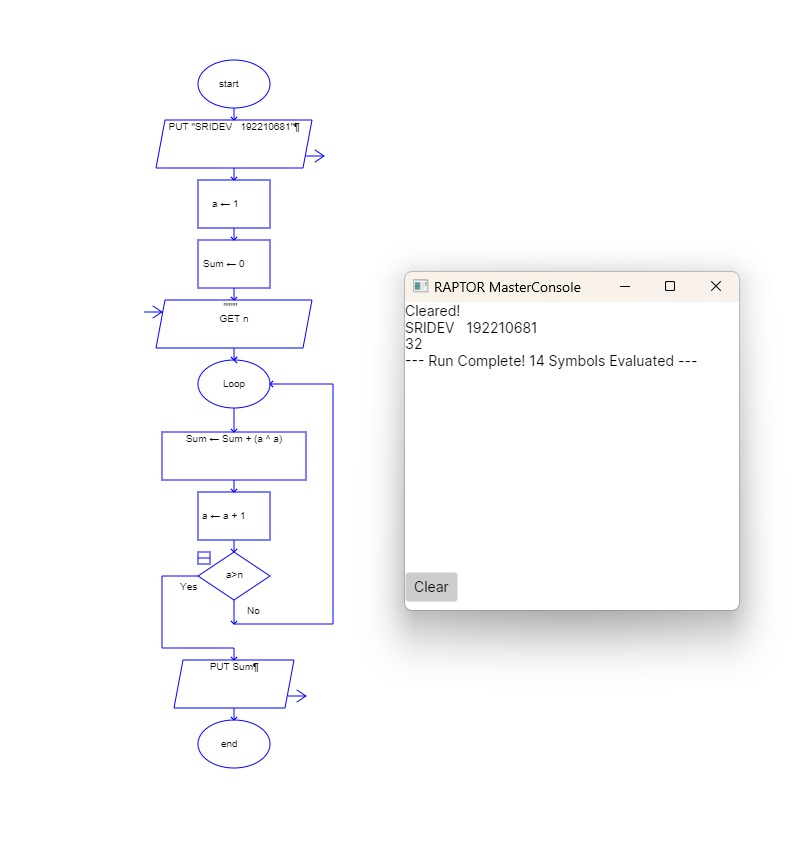 start
PUT "SRIDEV   192210681"¶
a ← 1
Sum ← 0
""""
GET n
Loop
Sum ← Sum + (a ^ a)
a ← a + 1
a>n
Yes
No
PUT Sum¶
end
RAPTOR MasterConsole
Cleared!
SRIDEV   192210681
32
--- Run Complete! 14 Symbols Evaluated ---
Clear